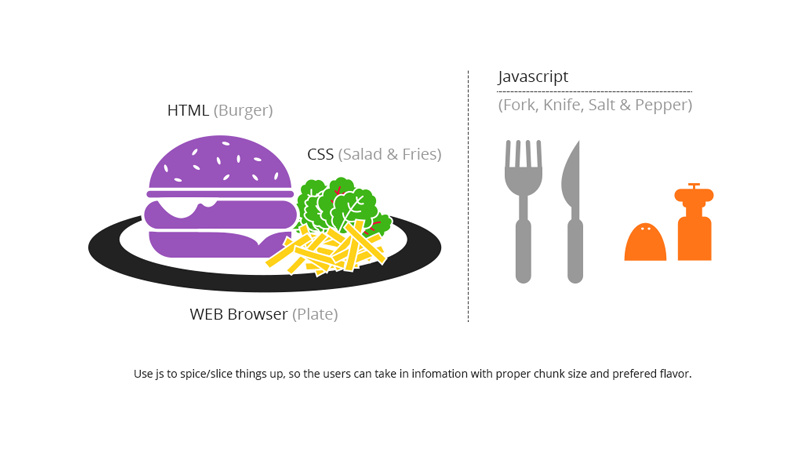 HTML (Burger)
CSS (Salad & Fries)
WEB Browser (Plate)
Javascript
(Fork, Knife, Salt & Pepper)
Use js to spice/slice things up, so the users can take in infomation with proper chunk size and prefered flavor.